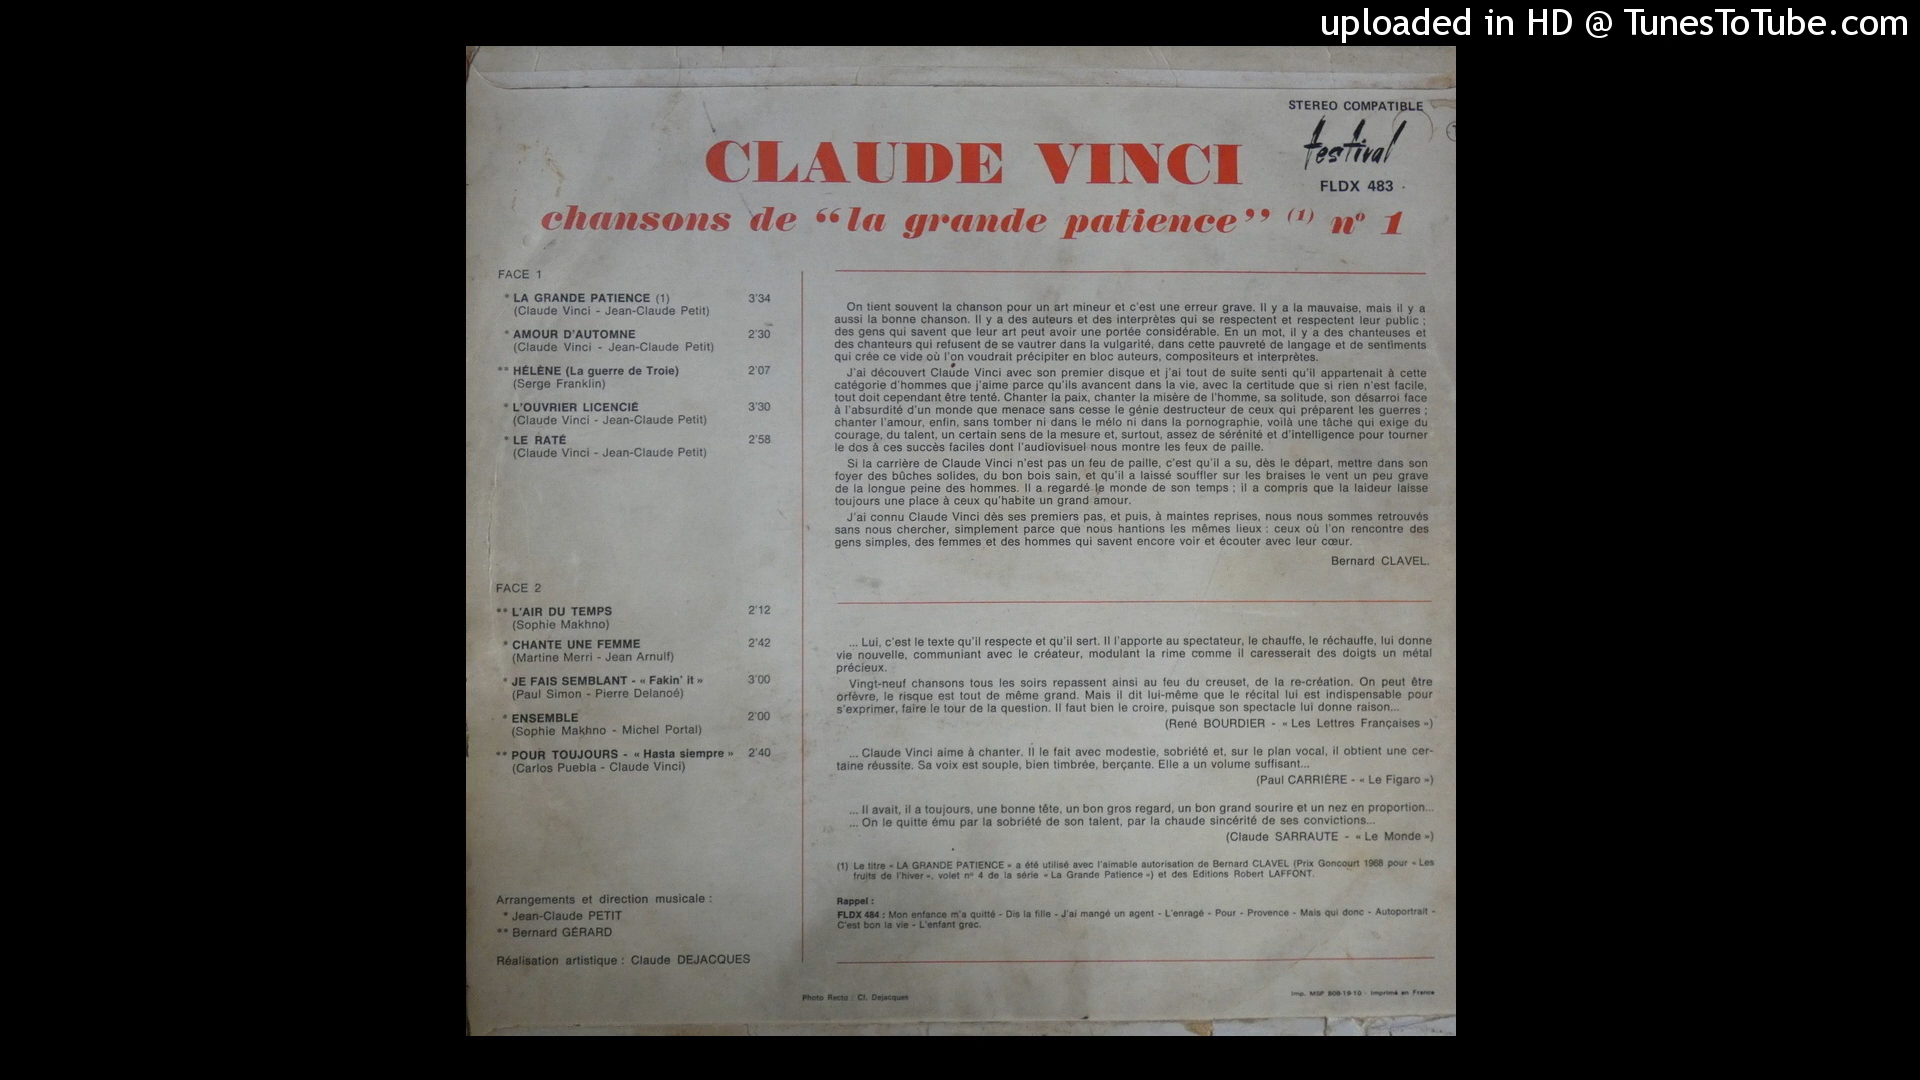 uploaded in HD @ TunesToTube.com
STEREO COMPATIBLE
festival
FLDX 483
CLAUDE VINCI
chansons de “la grande patience” (1) nº 1
FACE 1
* LA GRANDE PATIENCE (1) 3'34
(Claude Vinci - Jean-Claude Petit)
* AMOUR D'AUTOMNE 2'30
(Claude Vinci - Jean-Claude Petit)
** HÉLÈNE (La guerre de Troie) 2'07
(Serge Franklin)
* L'OUVRIER LICENCIÉ 3'30
(Claude Vinci - Jean-Claude Petit)
* LE RATÉ 2'58
(Claude Vinci - Jean-Claude Petit)
FACE 2
** L'AIR DU TEMPS 2'12
(Sophie Makhno)
* CHANTE UNE FEMME 2'42
(Martine Merri - Jean Arnulf)
* JE FAIS SEMBLANT - « Fakin' it » 3'00
(Paul Simon - Pierre Delanoé)
* ENSEMBLE 2'00
(Sophie Makhno - Michel Portal)
** POUR TOUJOURS - « Hasta siempre » 2'40
(Carlos Puebla - Claude Vinci)
Arrangements et direction musicale :
* Jean-Claude PETIT
** Bernard GÉRARD
Réalisation artistique : Claude DEJACQUES
On tient souvent la chanson pour un art mineur et c'est une erreur grave. Il y a la mauvaise, mais il y a
aussi la bonne chanson. Il y a des auteurs et des interprètes qui se respectent et respectent leur public ;
des gens qui savent que leur art peut avoir une portée considérable. En un mot, il y a des chanteuses et
des chanteurs qui refusent de se vautrer dans la vulgarité, dans cette pauvreté de langage et de sentiments
qui crée ce vide où l'on voudrait précipiter en bloc auteurs, compositeurs et interprètes.
J'ai découvert Claude Vinci avec son premier disque et j'ai tout de suite senti qu'il appartenait à cette
catégorie d'hommes que j'aime parce qu'ils avancent dans la vie, avec la certitude que si rien n'est facile,
tout doit cependant être tenté. Chanter la paix, chanter la misère de l'homme, sa solitude, son désarroi face
à l'absurdité d'un monde que menace sans cesse le génie destructeur de ceux qui préparent les guerres ;
chanter l'amour, enfin, sans tomber ni dans le mélo ni dans la pornographie, voilà une tâche qui exige du
courage, du talent, un certain sens de la mesure et, surtout, assez de sérénité et d'intelligence pour tourner
le dos à ces succès faciles dont l'audiovisuel nous montre les feux de paille.
Si la carrière de Claude Vinci n'est pas un feu de paille, c'est qu'il a su, dès le départ, mettre dans son
foyer des bûches solides, du bon bois sain, et qu'il a laissé souffler sur les braises le vent un peu grave
de la longue peine des hommes. Il a regardé le monde de son temps ; il a compris que la laideur laisse
toujours une place à ceux qu'habite un grand amour.
J'ai connu Claude Vinci dès ses premiers pas, et puis, à maintes reprises, nous nous sommes retrouvés
sans nous chercher, simplement parce que nous hantions les mêmes lieux : ceux où l'on rencontre des
gens simples, des femmes et des hommes qui savent encore voir et écouter avec leur cœur.
Bernard CLAVEL.
... Lui, c'est le texte qu'il respecte et qu'il sert. Il l'apporte au spectateur, le chauffe, le réchauffe, lui donne
vie nouvelle, communiant avec le créateur, modulant la rime comme il caresserait des doigts un métal
précieux.
Vingt-neuf chansons tous les soirs repassent ainsi au feu du creuset, de la re-création. On peut être
orfèvre, le risque est tout de même grand. Mais il dit lui-même que le récital lui est indispensable pour
s'exprimer, faire le tour de la question. Il faut bien le croire, puisque son spectacle lui donne raison...
(René BOURDIER - « Les Lettres Françaises »)
... Claude Vinci aime à chanter. Il le fait avec modestie, sobriété et, sur le plan vocal, il obtient une cer-
taine réussite. Sa voix est souple, bien timbrée, berçante. Elle a un volume suffisant...
(Paul CARRIÈRE - « Le Figaro »)
... Il avait, il a toujours, une bonne tête, un bon gros regard, un bon grand sourire et un nez en proportion...
... On le quitte ému par la sobriété de son talent, par la chaude sincérité de ses convictions...
(Claude SARRAUTE - « Le Monde »)
(1) Le titre « LA GRANDE PATIENCE » a été utilisé avec l'aimable autorisation de Bernard CLAVEL (Prix Goncourt 1968 pour « Les
fruits de l'hiver », volet nº 4 de la série « La Grande Patience ») et des Editions Robert LAFFONT.
Rappel :
FLDX 484 : Mon enfance m'a quitté - Dis la fille - J'ai mangé un agent - L'enragé - Pour - Provence - Mais qui donc - Autoportrait -
C'est bon la vie - L'enfant grec.
Photo Recto : Cl. Dejacques
Imp. MSP 809-19-10 - Imprimé en France